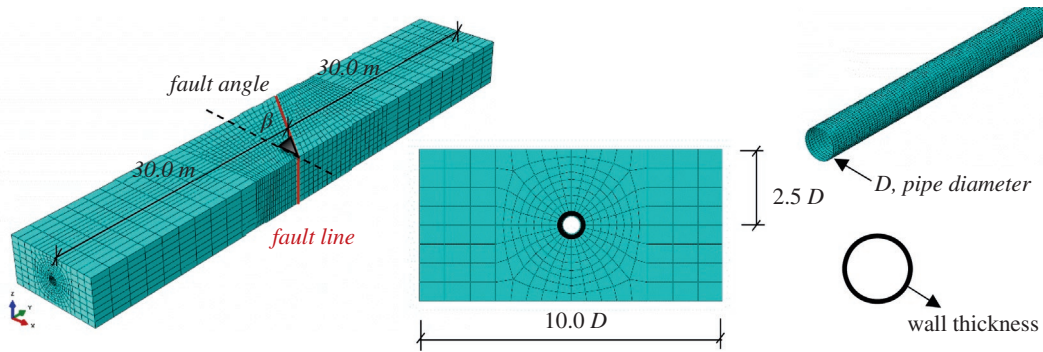 30.0 m
fault angle
β
30.0 m
fault line
Z
Y
X
2.5 D
10.0 D
D, pipe diameter
wall thickness